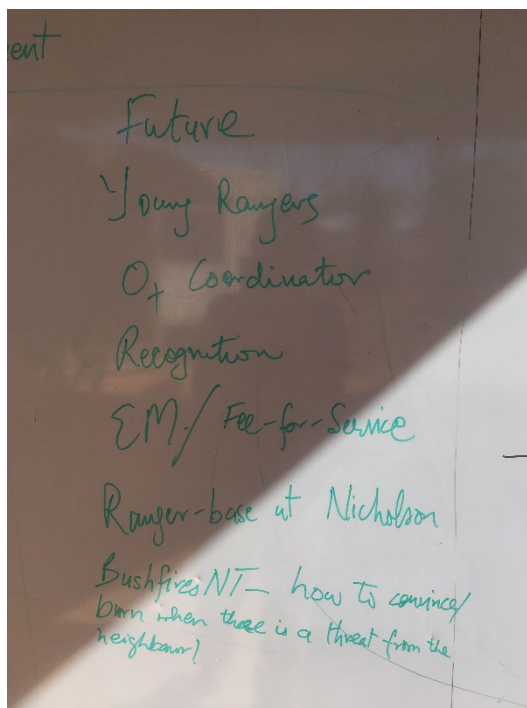 ent
Future
Young Rangers
Coordinator
Recognition
EM/ Fee-for-Service
Ranger-base at Nicholson
Bushfires NT - how to convince/
burn when there is a threat from the
neighbour?